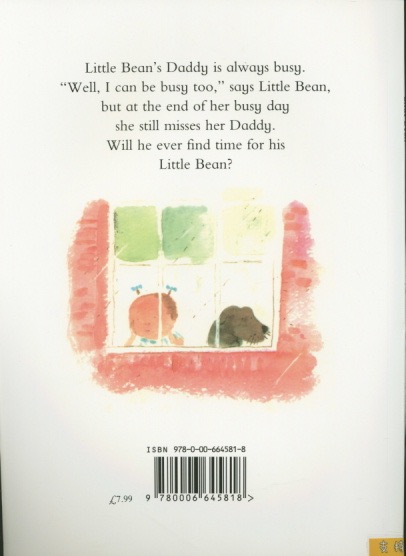 Little Bean's Daddy is always busy.
“Well, I can be busy too,” says Little Bean,
but at the end of her busy day
she still misses her Daddy.
Will he ever find time for his
Little Bean?
ISBN 978-0-00-664581-8
£7.99
9 780006 645818 >